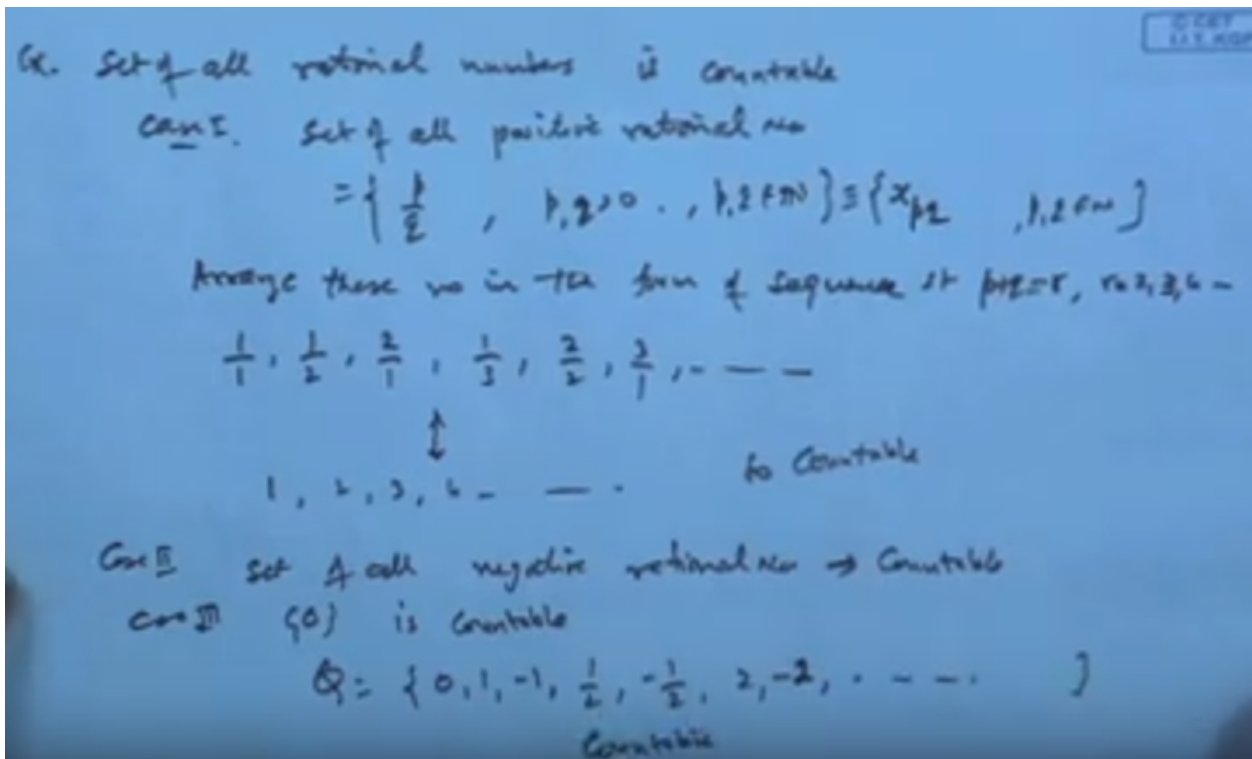 © CET
I.I.T. KGP
Ex. Set of all rational numbers is countable
Case I. Set of all positive rational no
= { p/q , p,q>0 . , p,q ∈ N } ≡ { x_pq , p,q ∈ N }
Arrange these no in the form of sequence st p+q=r, r=2,3,4 –
1/1, 1/2, 2/1, 1/3, 2/2, 3/1, - — —
↕
1, 2, 3, 4 - — . So Countable
Case II Set of all negative rational no → Countable
Case III {0} is Countable
Q = { 0, 1, -1, 1/2, -1/2, 2, -2, . - - - . }
Countable